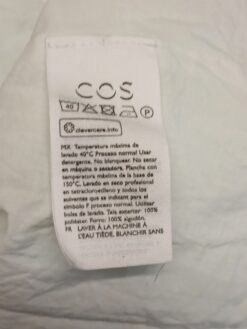 COS
40 P
clevercare.info
MX Temperatura máxima de
lavado 40°C Proceso normal Usar
detergente. No blanquear. No secar
en máquina o secadora. Plancha con
temperatura máxima de la base de
150°C. Lavado en seco profesional
en tetracloroetileno y todos los
solventes que se indican para el
símbolo F proceso normal. Utilizar
bolsa de lavado. Tela exterior: 100%
poliéster. Forro: 100% algodón.
FR LAVER À LA MACHINE À
L'EAU TIÈDE, BLANCHIR SANS